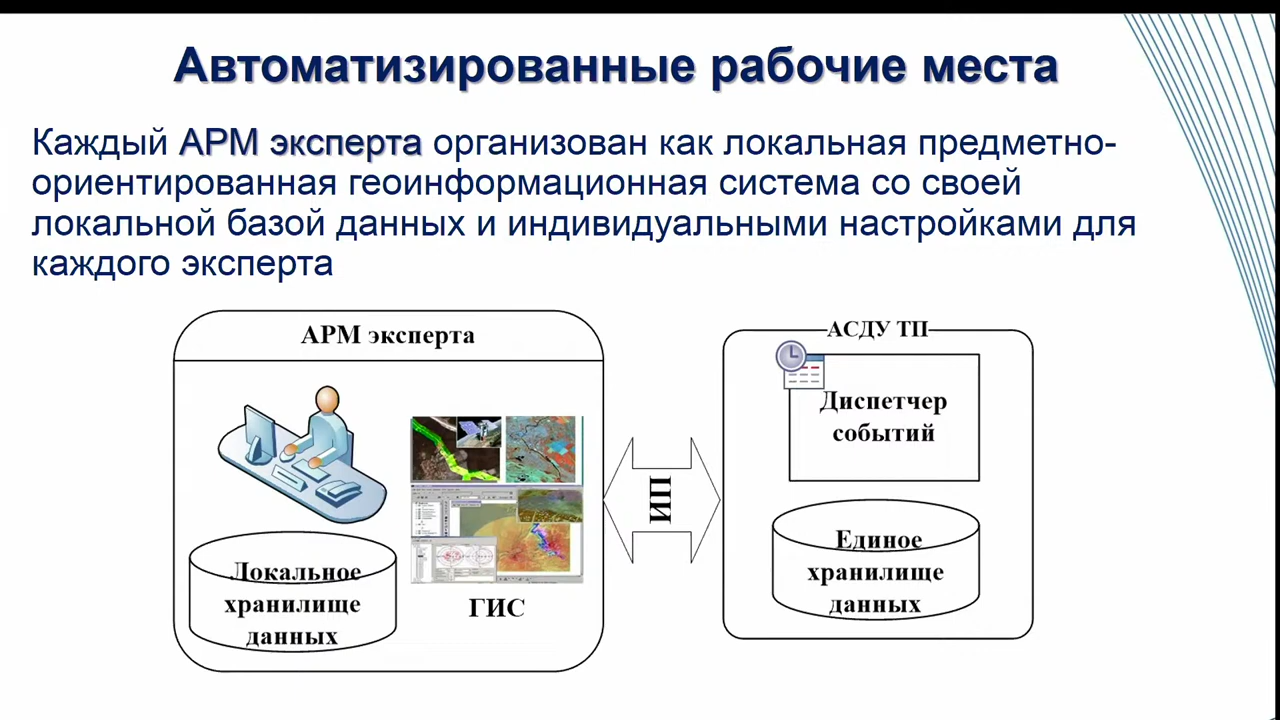 Автоматизированные рабочие места
Каждый АРМ эксперта организован как локальная предметно-
ориентированная геоинформационная система со своей
локальной базой данных и индивидуальными настройками для
каждого эксперта
АРМ эксперта
Локальное
хранилище
данных
ГИС
ИП
АСДУ ТП
Диспетчер
событий
Единое
хранилище
данных